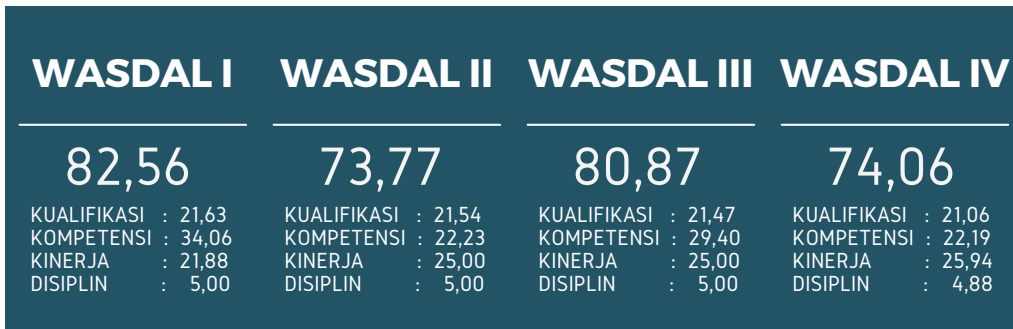 WASDAL I
82,56
KUALIFIKASI : 21,63
KOMPETENSI : 34,06
KINERJA : 21,88
DISIPLIN : 5,00
WASDAL II
73,77
KUALIFIKASI : 21,54
KOMPETENSI : 22,23
KINERJA : 25,00
DISIPLIN : 5,00
WASDAL III
80,87
KUALIFIKASI : 21,47
KOMPETENSI : 29,40
KINERJA : 25,00
DISIPLIN : 5,00
WASDAL IV
74,06
KUALIFIKASI : 21,06
KOMPETENSI : 22,19
KINERJA : 25,94
DISIPLIN : 4,88